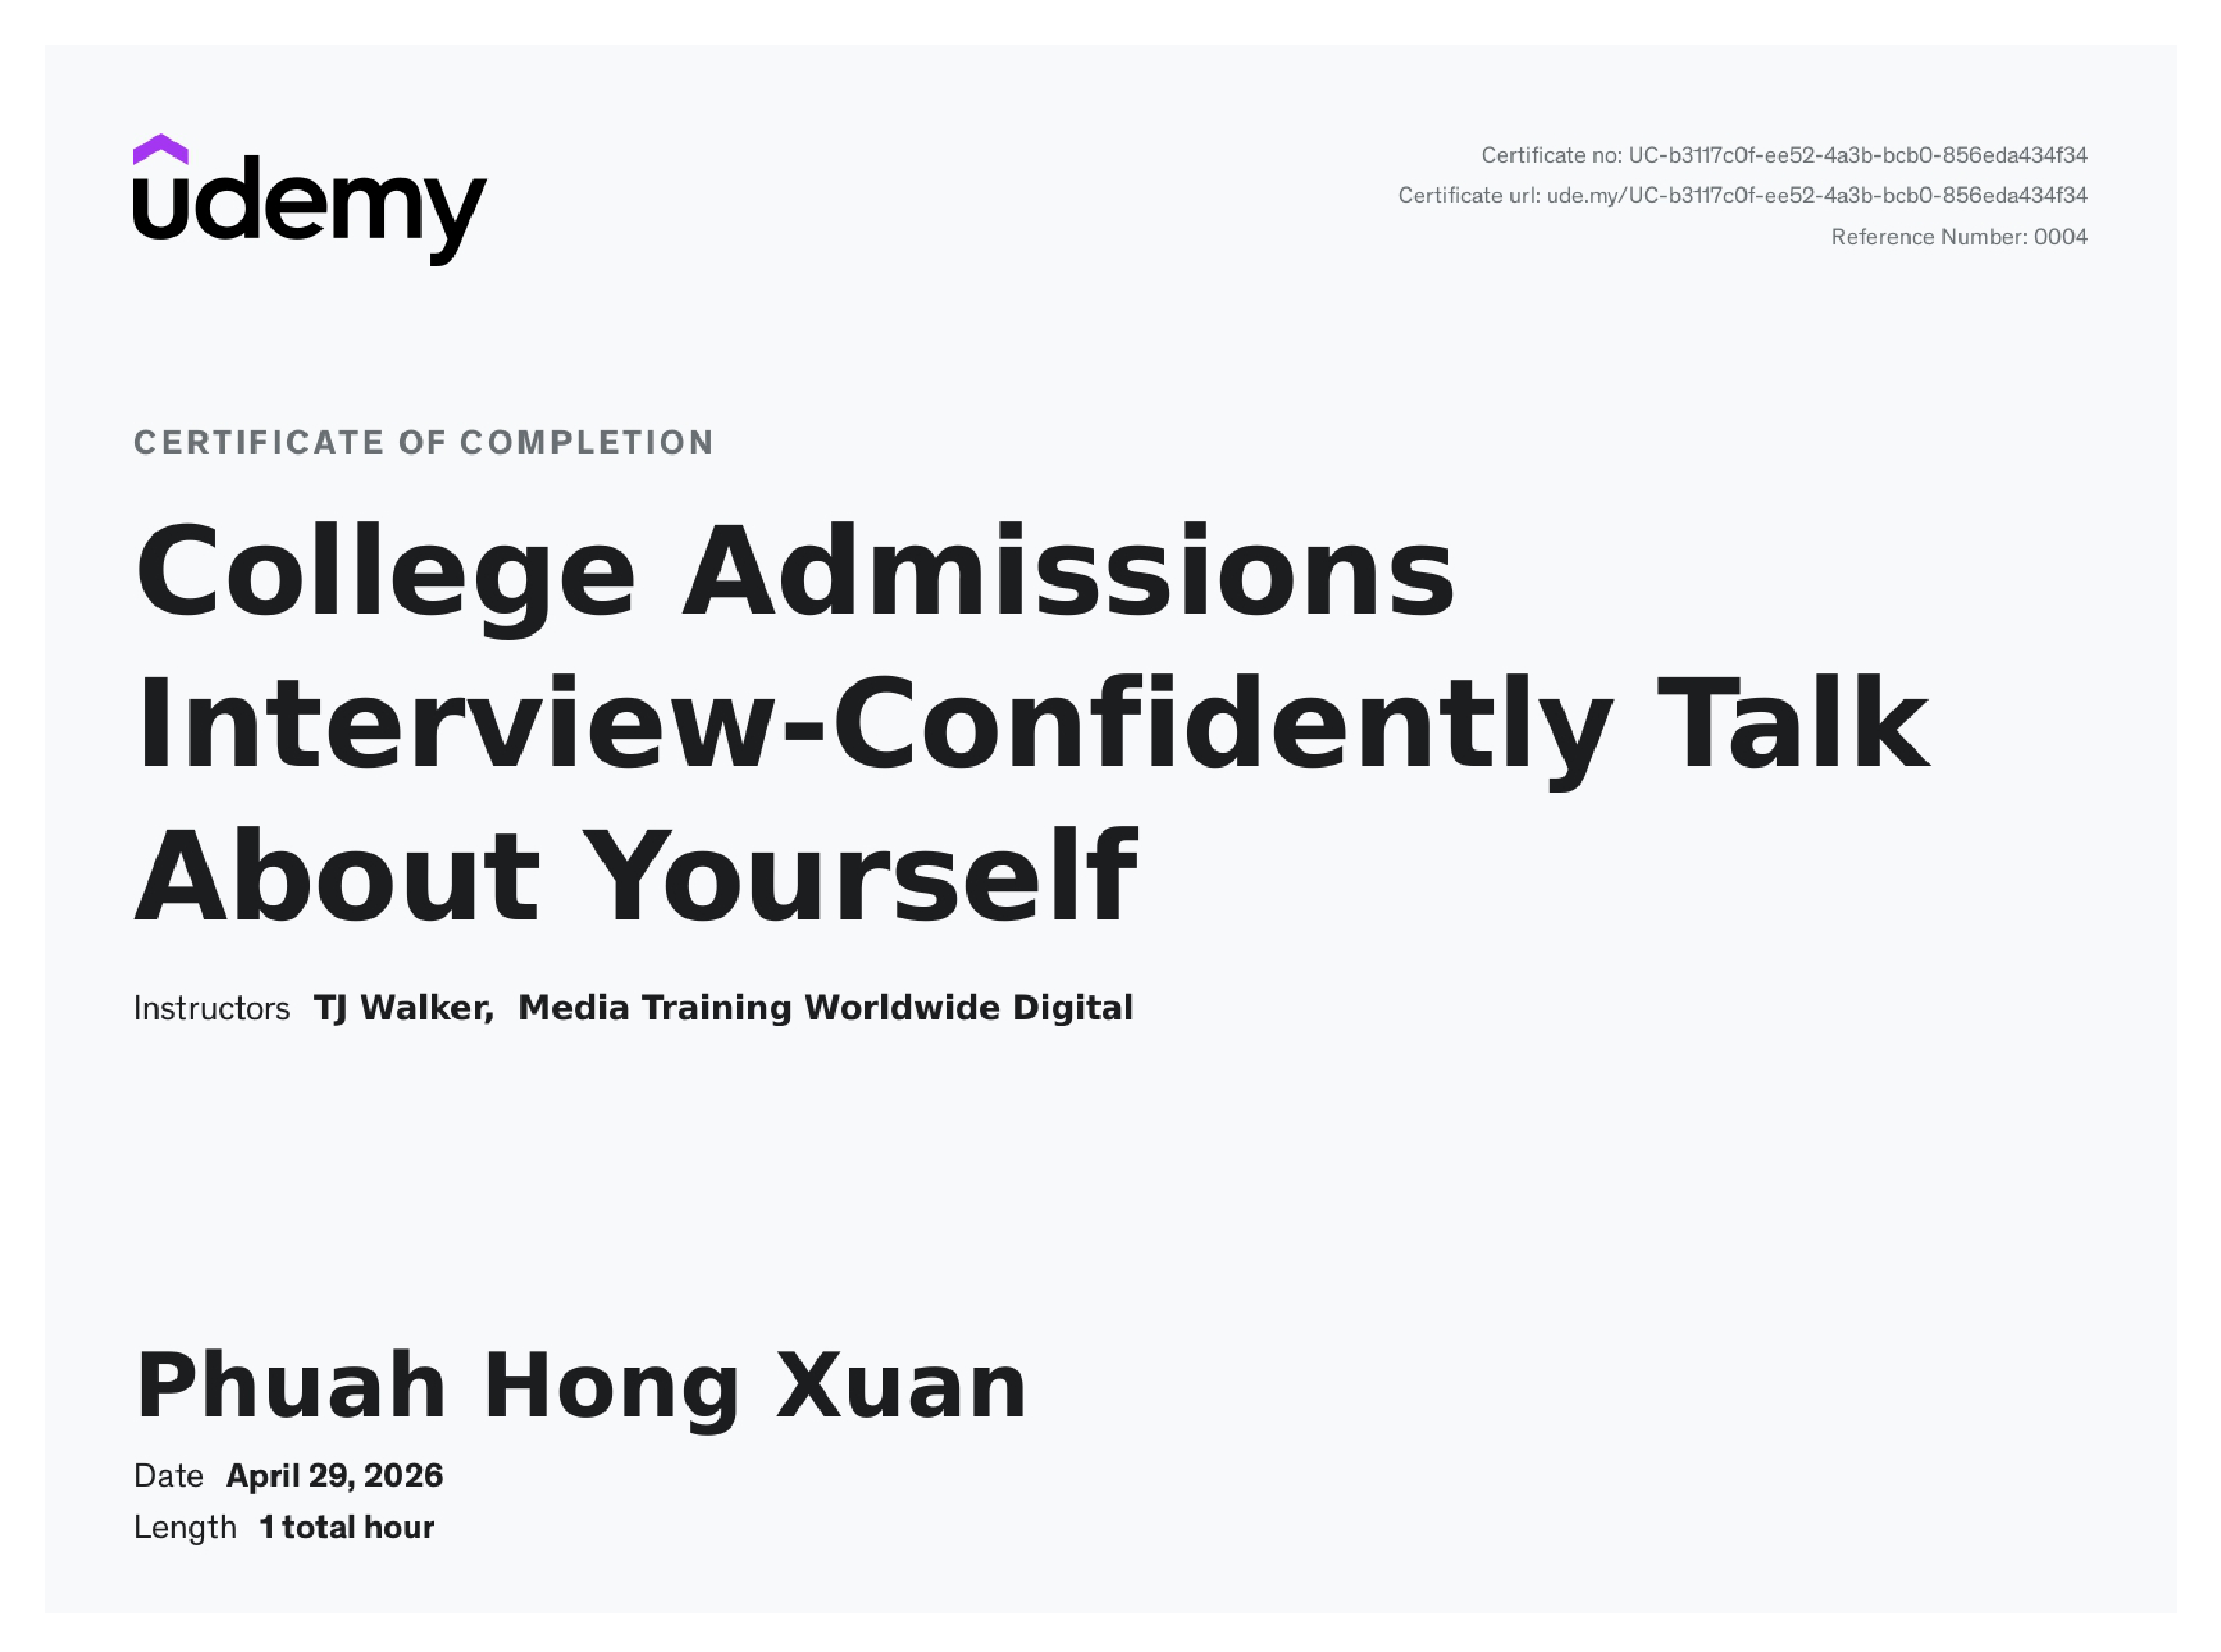 udemy
Certificate no: UC-b3117c0f-ee52-4a3b-bcb0-856eda434f34
Certificate url: ude.my/UC-b3117c0f-ee52-4a3b-bcb0-856eda434f34
Reference Number: 0004
CERTIFICATE OF COMPLETION
College Admissions
Interview-Confidently Talk
About Yourself
Instructors TJ Walker, Media Training Worldwide Digital
Phuah Hong Xuan
Date April 29, 2026
Length 1 total hour